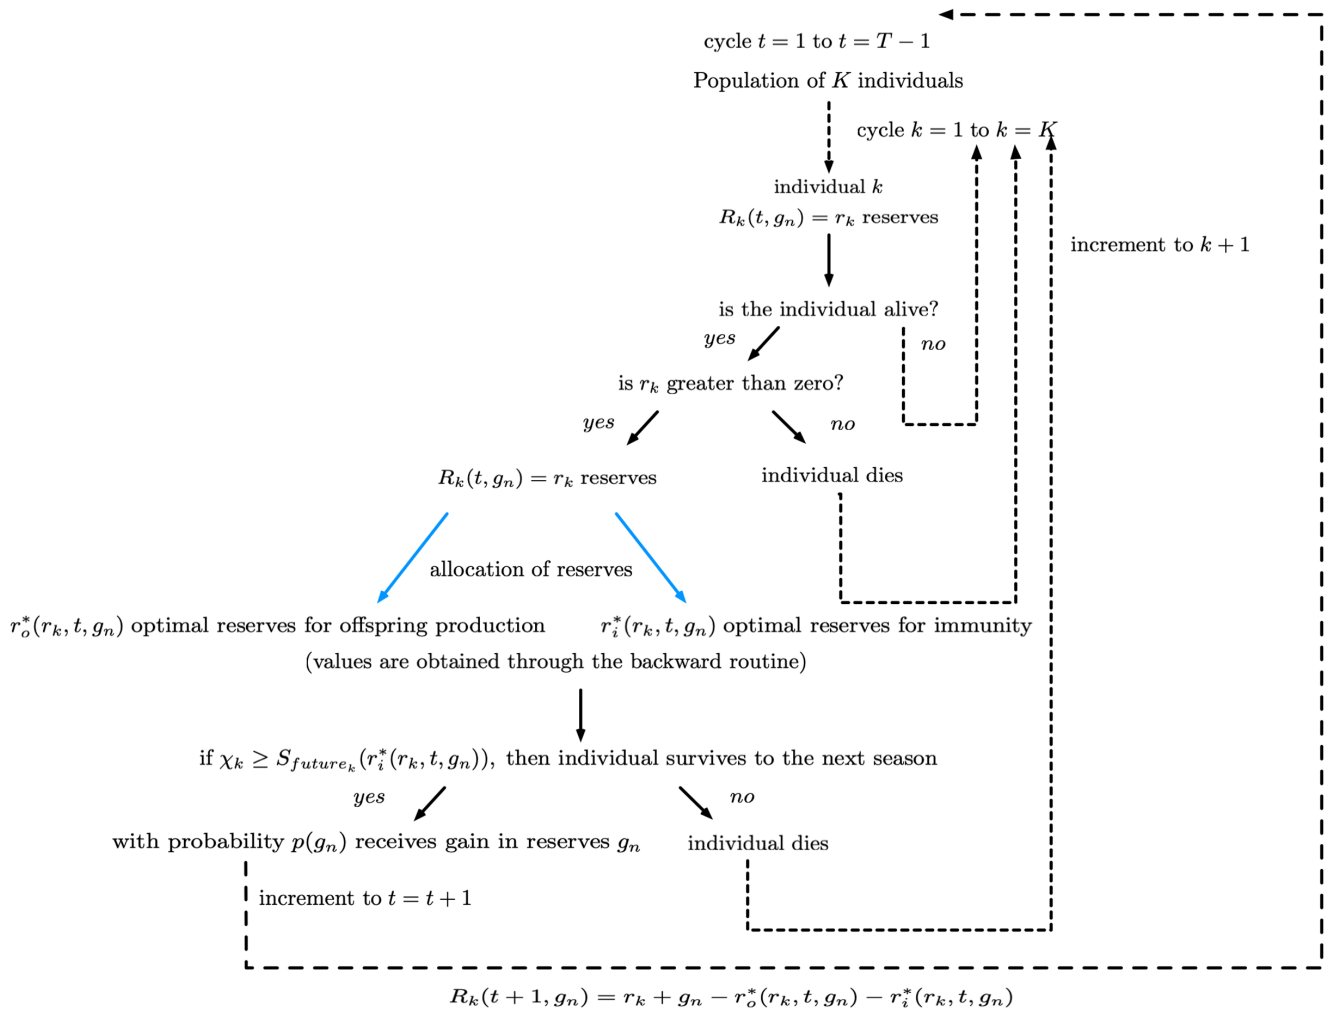 cycle t = 1 to t = T − 1
Population of K individuals
cycle k = 1 to k = K
individual k
R_k(t, g_n) = r_k reserves
increment to k + 1
is the individual alive?
yes
no
is r_k greater than zero?
yes
no
R_k(t, g_n) = r_k reserves
individual dies
allocation of reserves
r_o^*(r_k, t, g_n) optimal reserves for offspring production
r_i^*(r_k, t, g_n) optimal reserves for immunity
(values are obtained through the backward routine)
if χ_k ≥ S_{future_k}(r_i^*(r_k, t, g_n)), then individual survives to the next season
yes
no
with probability p(g_n) receives gain in reserves g_n
individual dies
increment to t = t + 1
R_k(t + 1, g_n) = r_k + g_n − r_o^*(r_k, t, g_n) − r_i^*(r_k, t, g_n)